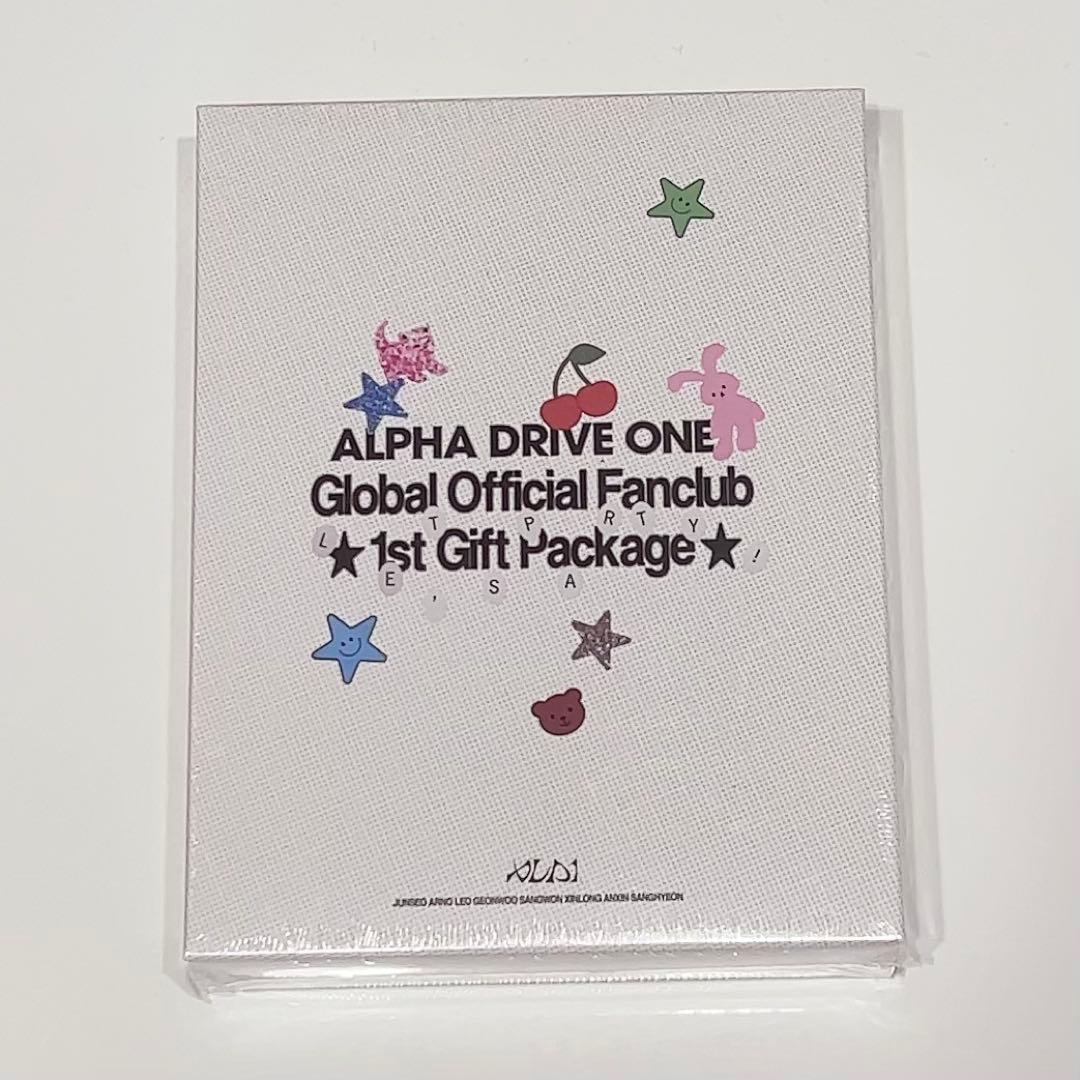 ALPHA DRIVE ONE
Global Official Fanclub
★1st Gift Package★
LET'S PARTY!
ALD1
JUNSEO ARNO LEO GEONWOO SANGWON XINLONG ANXIN SANGHYEON